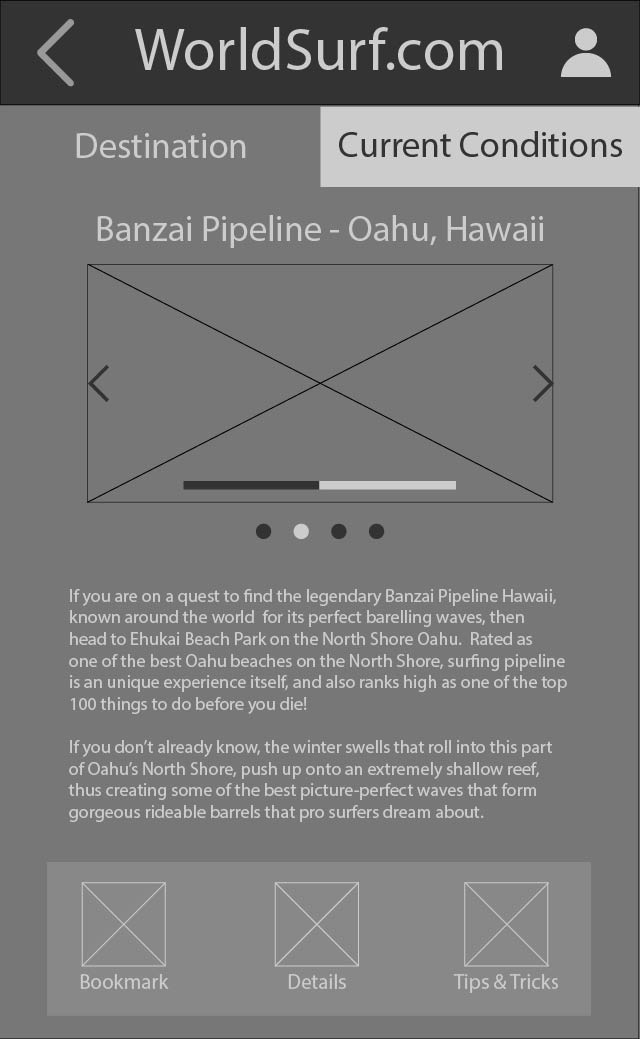 WorldSurf.com
Destination
Current Conditions
Banzai Pipeline - Oahu, Hawaii
If you are on a quest to find the legendary Banzai Pipeline Hawaii,
known around the world  for its perfect barelling waves, then
head to Ehukai Beach Park on the North Shore Oahu.  Rated as
one of the best Oahu beaches on the North Shore, surfing pipeline
is an unique experience itself, and also ranks high as one of the top
100 things to do before you die!
If you don’t already know, the winter swells that roll into this part
of Oahu’s North Shore, push up onto an extremely shallow reef,
thus creating some of the best picture-perfect waves that form
gorgeous rideable barrels that pro surfers dream about.
Bookmark
Details
Tips & Tricks